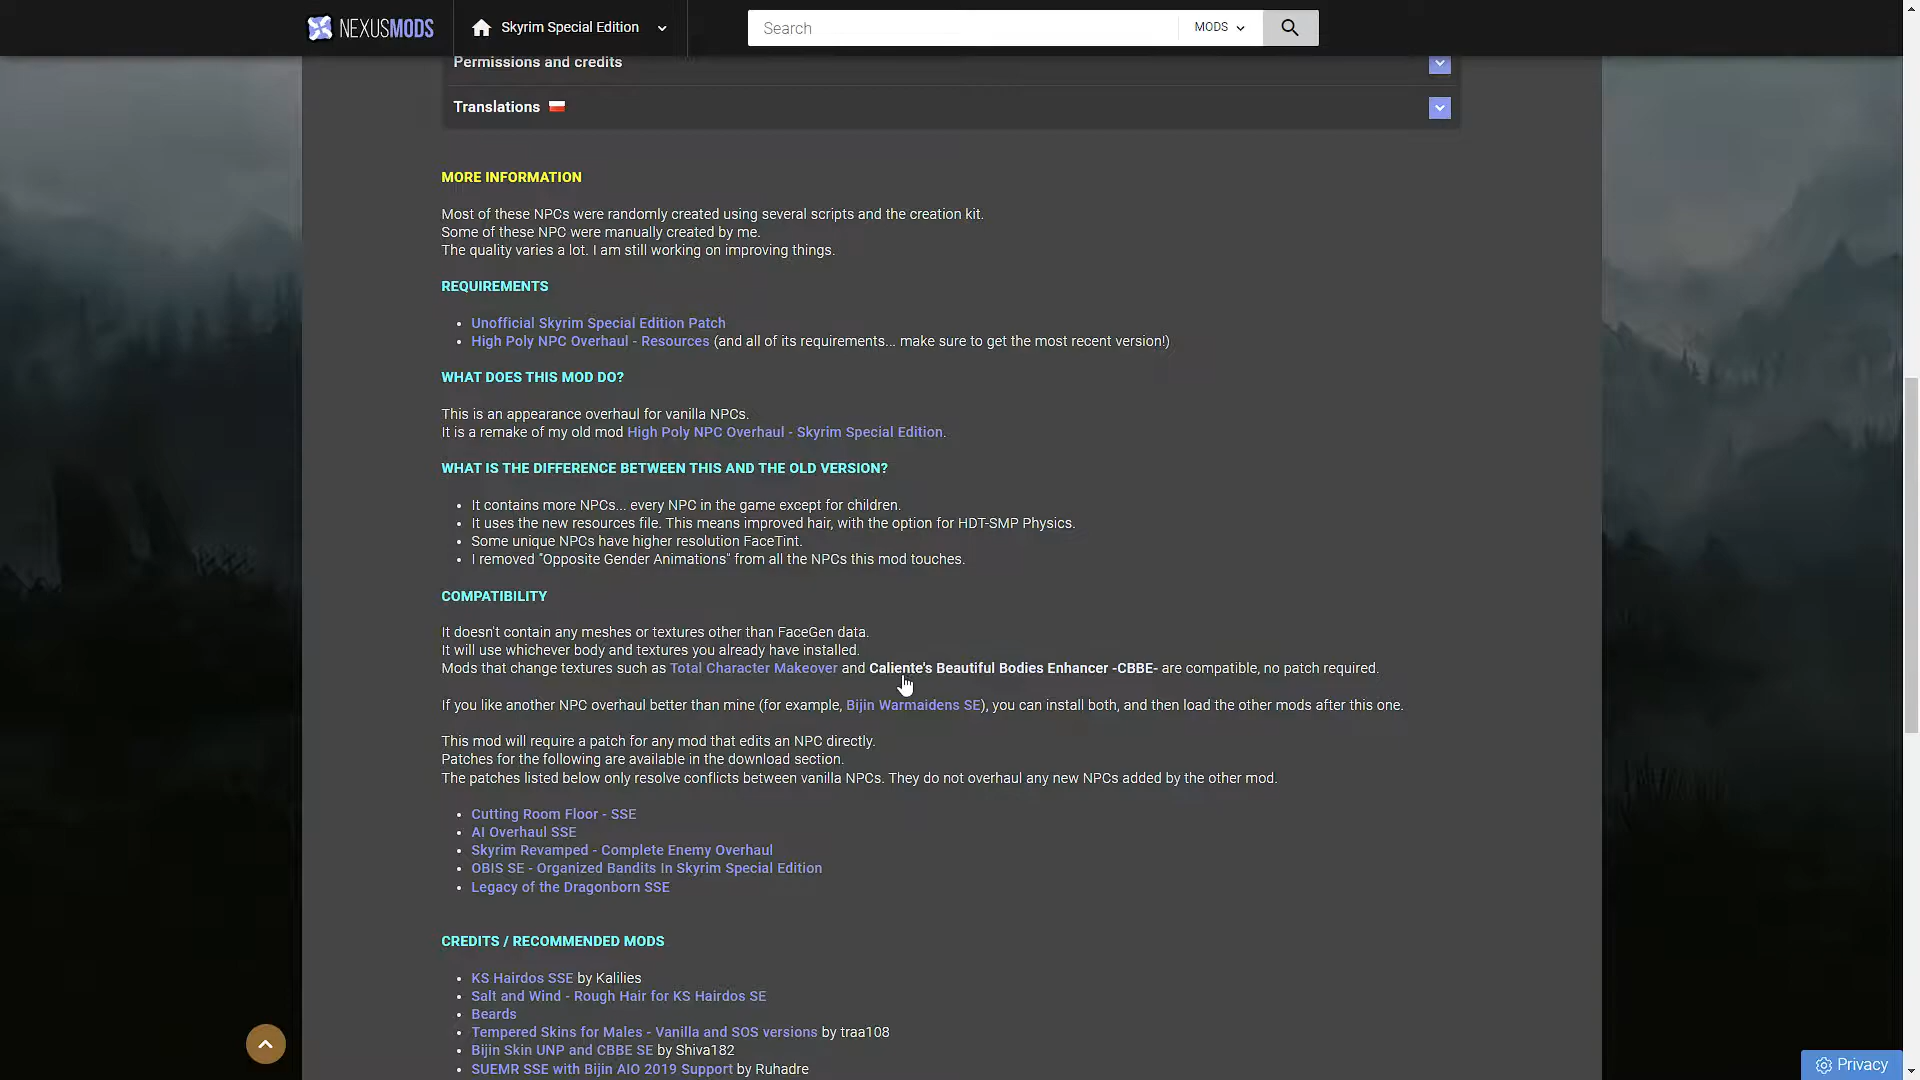 NEXUSMODS
Skyrim Special Edition
Search
MODS
Permissions and credits
Translations
MORE INFORMATION
Most of these NPCs were randomly created using several scripts and the creation kit.
Some of these NPC were manually created by me.
The quality varies a lot. I am still working on improving things.
REQUIREMENTS
Unofficial Skyrim Special Edition Patch
High Poly NPC Overhaul - Resources (and all of its requirements... make sure to get the most recent version!)
WHAT DOES THIS MOD DO?
This is an appearance overhaul for vanilla NPCs.
It is a remake of my old mod High Poly NPC Overhaul - Skyrim Special Edition.
WHAT IS THE DIFFERENCE BETWEEN THIS AND THE OLD VERSION?
It contains more NPCs... every NPC in the game except for children.
It uses the new resources file. This means improved hair, with the option for HDT-SMP Physics.
Some unique NPCs have higher resolution FaceTint.
I removed "Opposite Gender Animations" from all the NPCs this mod touches.
COMPATIBILITY
It doesn't contain any meshes or textures other than FaceGen data.
It will use whichever body and textures you already have installed.
Mods that change textures such as Total Character Makeover and Caliente's Beautiful Bodies Enhancer -CBBE- are compatible, no patch required.
If you like another NPC overhaul better than mine (for example, Bijin Warmaidens SE), you can install both, and then load the other mods after this one.
This mod will require a patch for any mod that edits an NPC directly.
Patches for the following are available in the download section.
The patches listed below only resolve conflicts between vanilla NPCs. They do not overhaul any new NPCs added by the other mod.
Cutting Room Floor - SSE
AI Overhaul SSE
Skyrim Revamped - Complete Enemy Overhaul
OBIS SE - Organized Bandits In Skyrim Special Edition
Legacy of the Dragonborn SSE
CREDITS / RECOMMENDED MODS
KS Hairdos SSE by Kalilies
Salt and Wind - Rough Hair for KS Hairdos SE
Beards
Tempered Skins for Males - Vanilla and SOS versions by traa108
Bijin Skin UNP and CBBE SE by Shiva182
SUEMR SSE with Bijin AIO 2019 Support by Ruhadre
Privacy